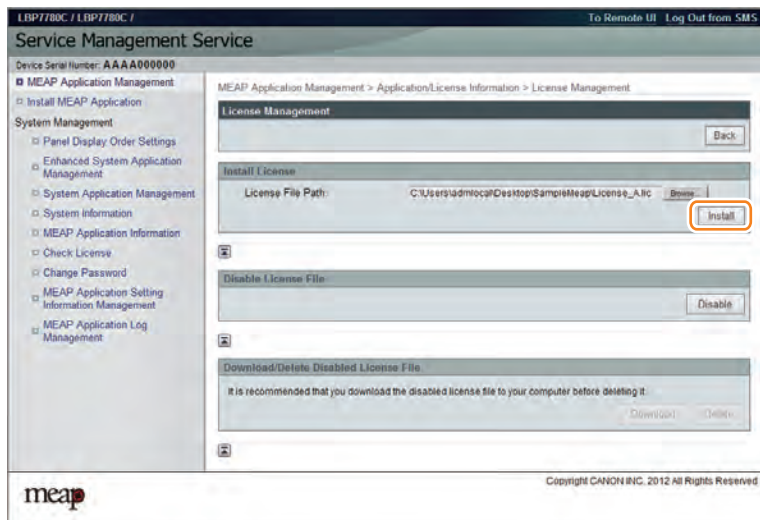 LBP7780C / LBP7780C /
To Remote UI Log Out from SMS
Service Management Service
Device Serial Number: AAAA000000
MEAP Application Management
Install MEAP Application
System Management
Panel Display Order Settings
Enhanced System Application
Management
System Application Management
System Information
MEAP Application Information
Check License
Change Password
MEAP Application Setting
Information Management
MEAP Application Log
Management
MEAP Application Management > Application/License Information > License Management
License Management
Back
Install License
License File Path:
C:\Users\admlocal\Desktop\SampleMeap\License_A.lic
Browse...
Install
Disable License File
Disable
Download/Delete Disabled License File
It is recommended that you download the disabled license file to your computer before deleting it.
Download
Delete
Copyright CANON INC. 2012 All Rights Reserved
meap